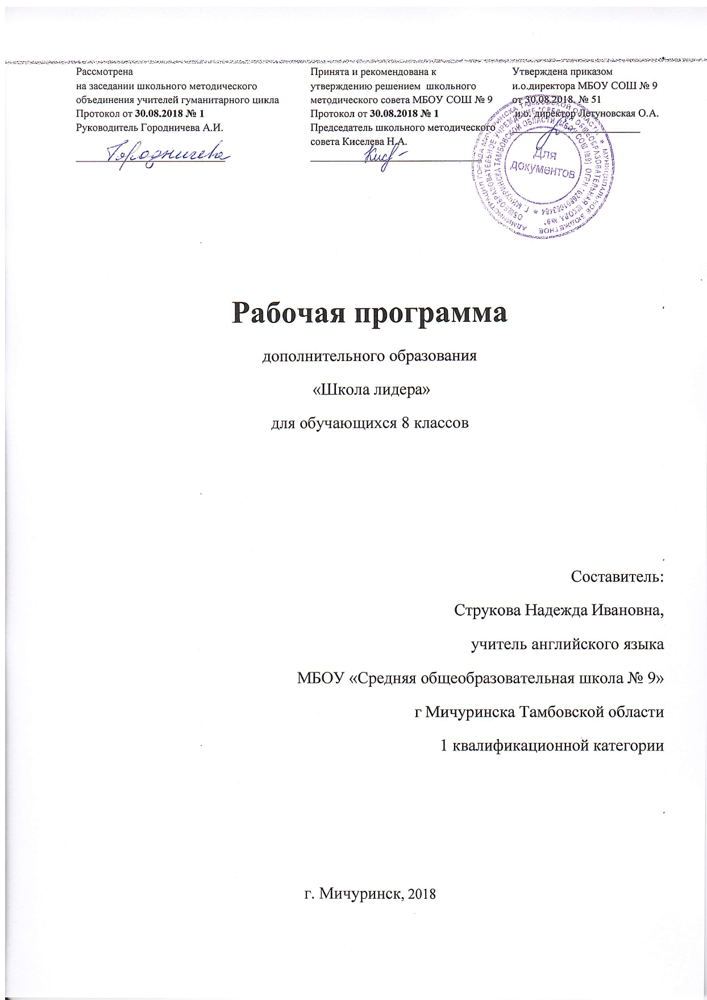 Рассмотрена
на заседании школьного методического
объединения учителей гуманитарного цикла
Протокол от 30.08.2018 № 1
Руководитель Городничева А.И.
Городничева
Принята и рекомендована к
утверждению решением школьного
методического совета МБОУ СОШ № 9
Протокол от 30.08.2018 № 1
Председатель школьного методического
совета Киселева Н.А.
Утверждена приказом
и.о.директора МБОУ СОШ № 9
от 30.08.2018. № 51
и.о. директор Летуновская О.А.
Для
документов
Рабочая программа
дополнительного образования
«Школа лидера»
для обучающихся 8 классов
Составитель:
Струкова Надежда Ивановна,
учитель английского языка
МБОУ «Средняя общеобразовательная школа № 9»
г Мичуринска Тамбовской области
1 квалификационной категории
г. Мичуринск, 2018